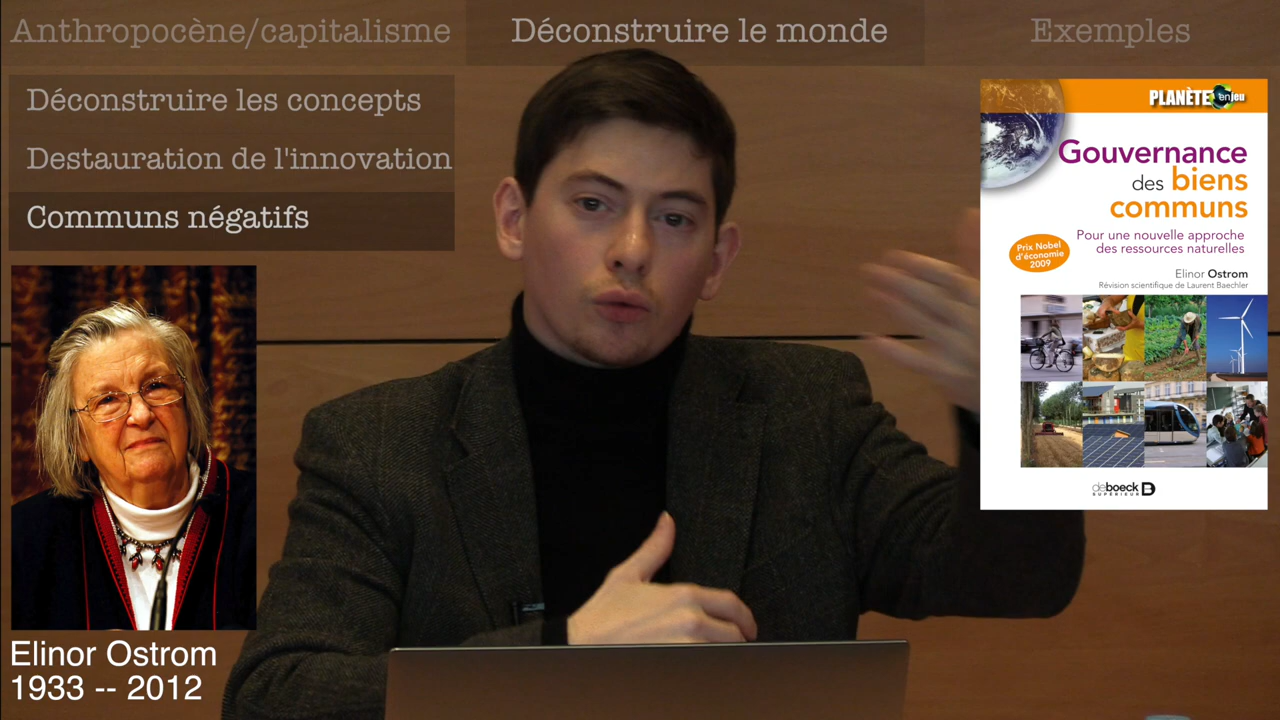 Anthropocène/capitalisme
Déconstruire le monde
Exemples
Déconstruire les concepts
Destauration de l'innovation
Communs négatifs
Elinor Ostrom
1933 -- 2012
PLANÈTE enjeu
Gouvernance
des biens
communs
Pour une nouvelle approche
des ressources naturelles
Prix Nobel
d'économie
2009
Elinor Ostrom
Révision scientifique de Laurent Baechler
deboeck B
SUPÉRIEUR